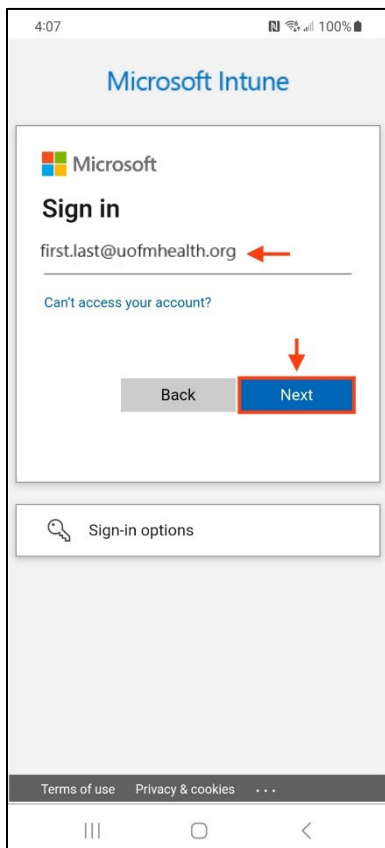 4:07 100%
Microsoft Intune
Microsoft
Sign in
first.last@uofmhealth.org
Can't access your account?
Back Next
Sign-in options
Terms of use Privacy & cookies ...